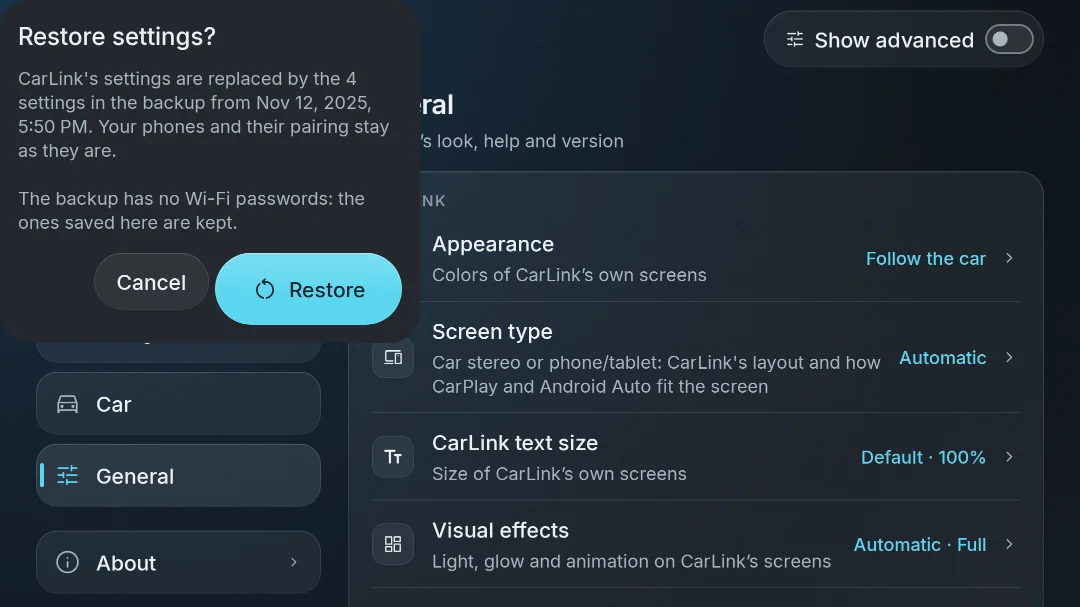 Restore settings?
CarLink's settings are replaced by the 4
settings in the backup from Nov 12, 2025,
5:50 PM. Your phones and their pairing stay
as they are.
The backup has no Wi-Fi passwords: the
ones saved here are kept.
Cancel
Restore
Car
General
About
Show advanced
's look, help and version
Appearance
Colors of CarLink’s own screens
Follow the car
Screen type
Car stereo or phone/tablet: CarLink's layout and how
CarPlay and Android Auto fit the screen
Automatic
CarLink text size
Size of CarLink’s own screens
Default · 100%
Visual effects
Light, glow and animation on CarLink’s screens
Automatic · Full